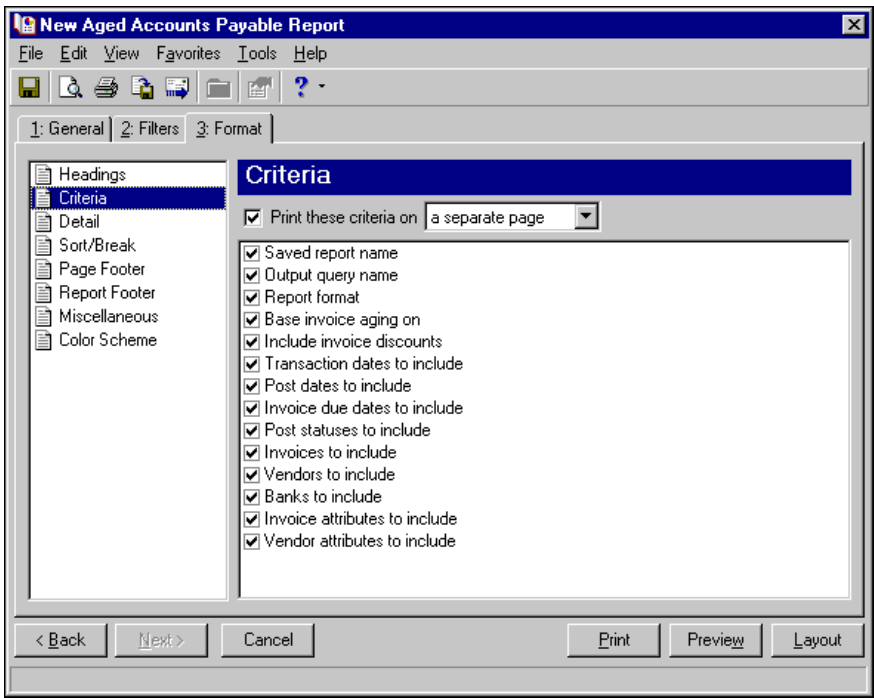 New Aged Accounts Payable Report
File Edit View Favorites Tools Help
?
1: General 2: Filters 3: Format
Headings
Criteria
Detail
Sort/Break
Page Footer
Report Footer
Miscellaneous
Color Scheme
Criteria
Print these criteria on a separate page
Saved report name
Output query name
Report format
Base invoice aging on
Include invoice discounts
Transaction dates to include
Post dates to include
Invoice due dates to include
Post statuses to include
Invoices to include
Vendors to include
Banks to include
Invoice attributes to include
Vendor attributes to include
< Back Next > Cancel Print Preview Layout